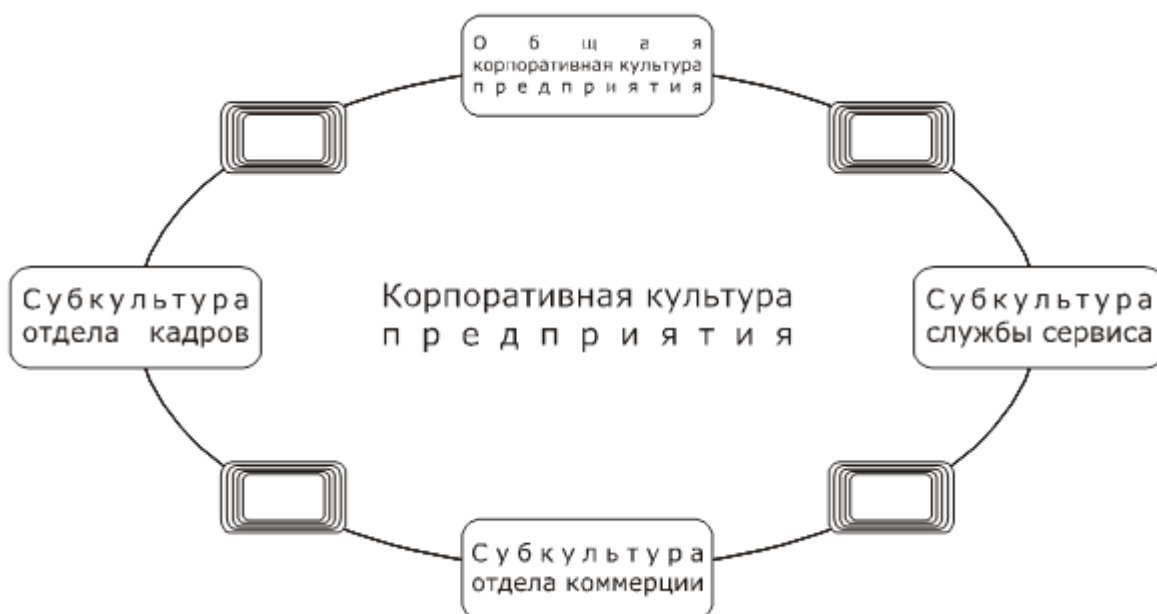 Общая
корпоративная культура
предприятия
Субкультура
отдела кадров
Корпоративная культура
предприятия
Субкультура
службы сервиса
Субкультура
отдела коммерции